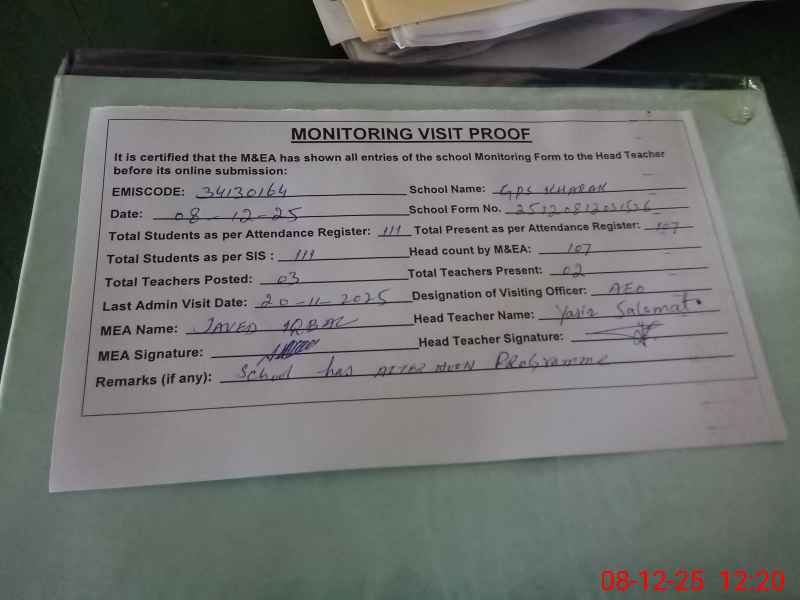 MONITORING VISIT PROOF
It is certified that the M&EA has shown all entries of the school Monitoring Form to the Head Teacher
before its online submission:
EMISCODE: 34130164 School Name: GPS KHARAK
Date: 08-12-25 School Form No.
Total Students as per Attendance Register: 111 Total Present as per Attendance Register: 107
Total Students as per SIS : 111 Head count by M&EA: 107
Total Teachers Posted: 03 Total Teachers Present: 02
Last Admin Visit Date: 20-11-2025 Designation of Visiting Officer: AEO
MEA Name: JAVED IQBAL Head Teacher Name: Yasir Salamat
MEA Signature: Head Teacher Signature:
Remarks (if any): School has AFTER NOON PROGramme
08-12-25 12:20